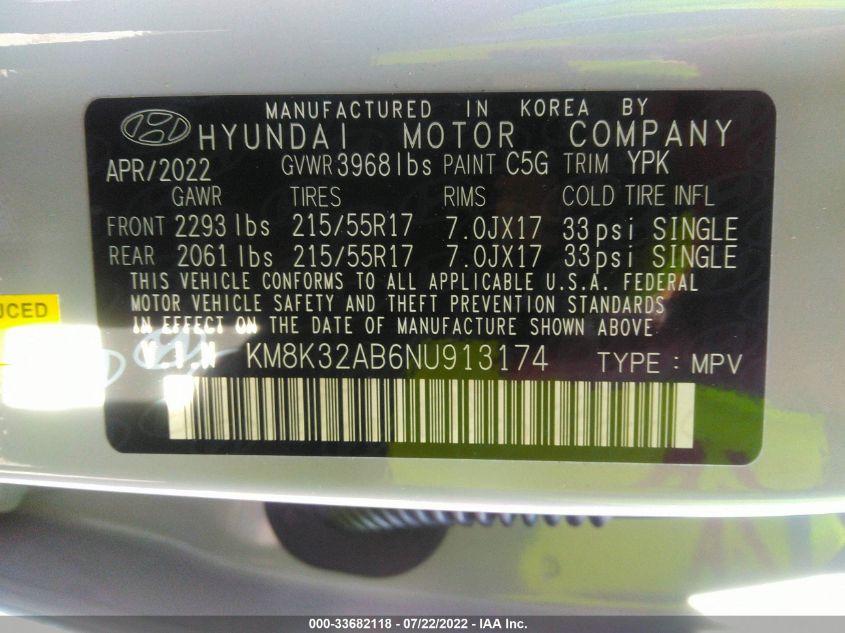 MANUFACTURED IN KOREA BY
HYUNDAI MOTOR COMPANY
APR/2022 GVWR 3968 lbs PAINT C5G TRIM YPK
GAWR TIRES RIMS COLD TIRE INFL
FRONT 2293 lbs 215/55R17 7.0JX17 33psi SINGLE
REAR 2061 lbs 215/55R17 7.0JX17 33psi SINGLE
THIS VEHICLE CONFORMS TO ALL APPLICABLE U.S.A. FEDERAL
MOTOR VEHICLE SAFETY AND THEFT PREVENTION STANDARDS
IN EFFECT ON THE DATE OF MANUFACTURE SHOWN ABOVE.
V I N KM8K32AB6NU913174 TYPE : MPV
UCED
000-33682118 - 07/22/2022 - IAA Inc.